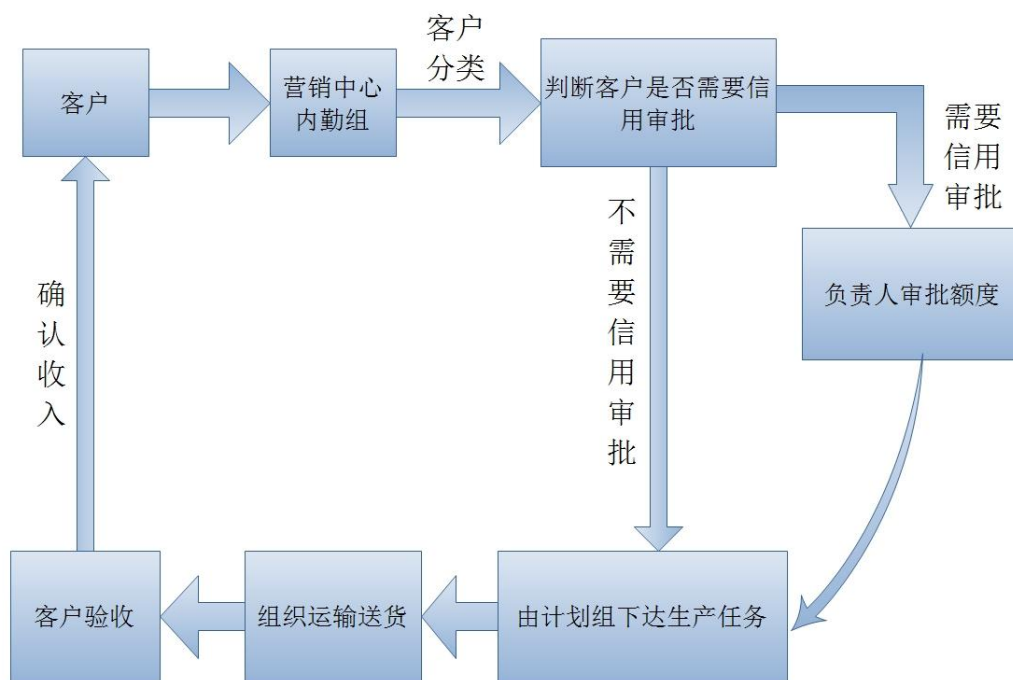 客户
营销中心
内勤组
客户
分类
判断客户是否需要信
用审批
需要
信用
审批
负责人审批额度
不需要信用审批
确认收入
客户验收
组织运输送货
由计划组下达生产任务